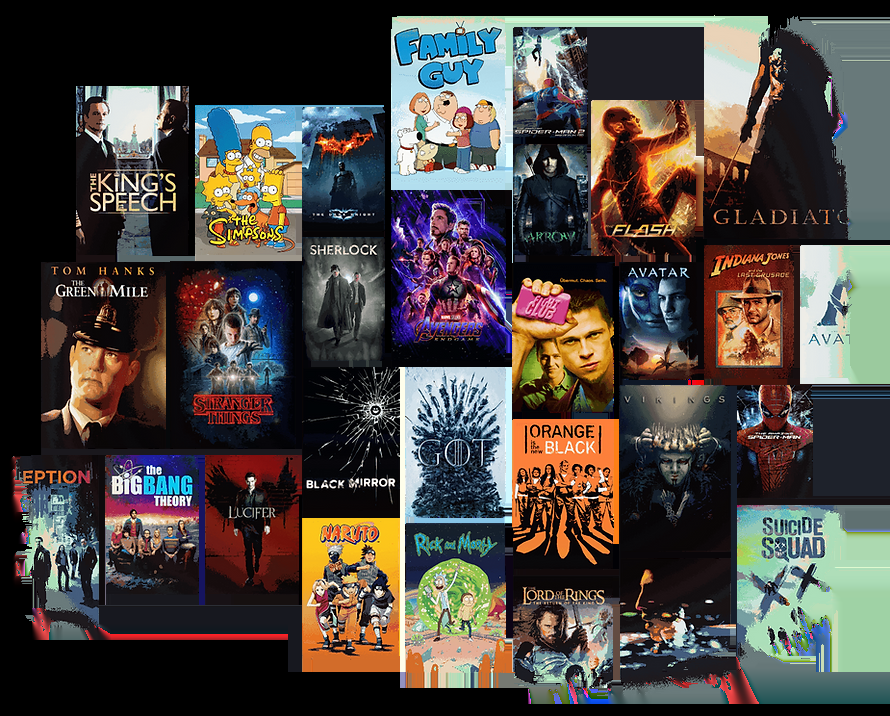 FAMILY
GUY
SPIDER-MAN 2
THE
KING'S
SPEECH
THE
SIMPSONS
THE DARK KNIGHT
ARROW
FLASH
GLADIATO
TOM HANKS
THE
GREEN MILE
STRANGER
THINGS
SHERLOCK
AVENGERS
ENDGAME
Übermut. Chaos. Seife.
FIGHT
CLUB
AVATAR
INDIANA JONES
LAST CRUSADE
AVAT
BLACK MIRROR
GOT
ORANGE
is
the
new
BLACK
VIKINGS
THE AMAZING
SPIDER-MAN
EPTION
the
BIG BANG
THEORY
LUCIFER
NARUTO
RICK AND MORTY
THE
LORD OF THE RINGS
THE RETURN OF THE KING
SUICIDE
SQUAD